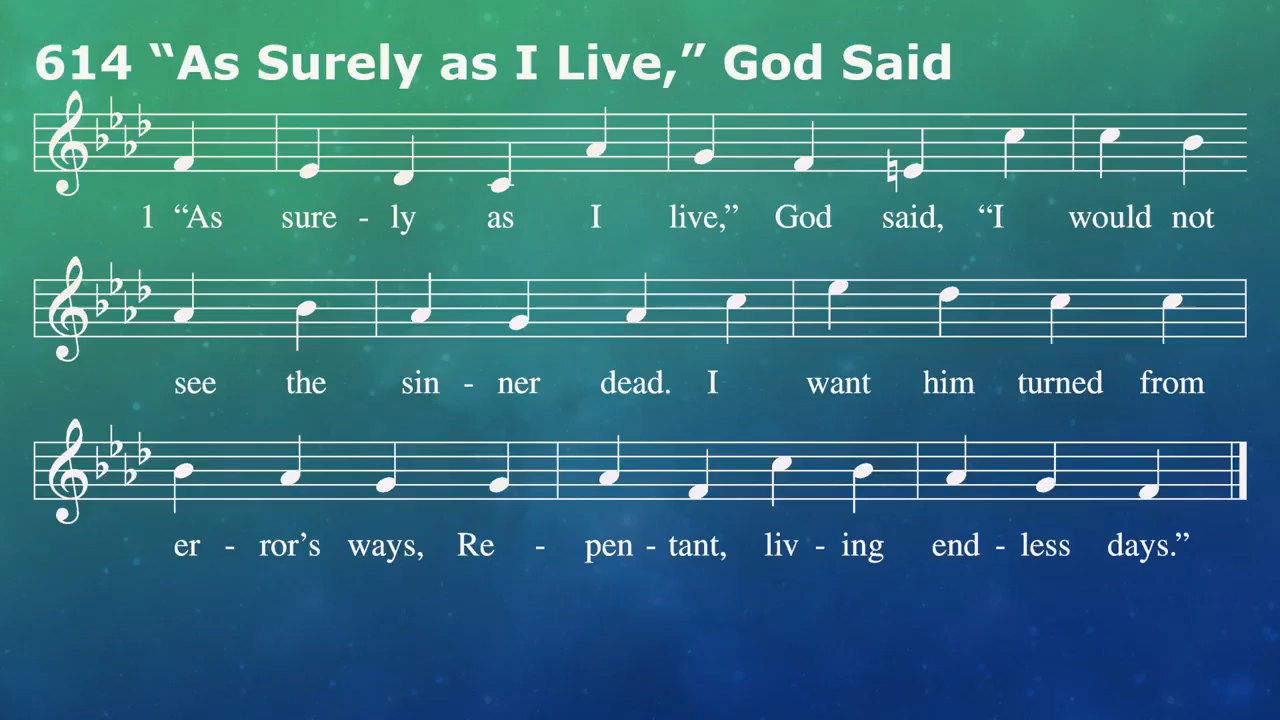 614 “As Surely as I Live,” God Said
1 “As sure - ly as I live,” God said, “I would not
see the sin - ner dead. I want him turned from
er - ror’s ways, Re - pen - tant, liv - ing end - less days.”